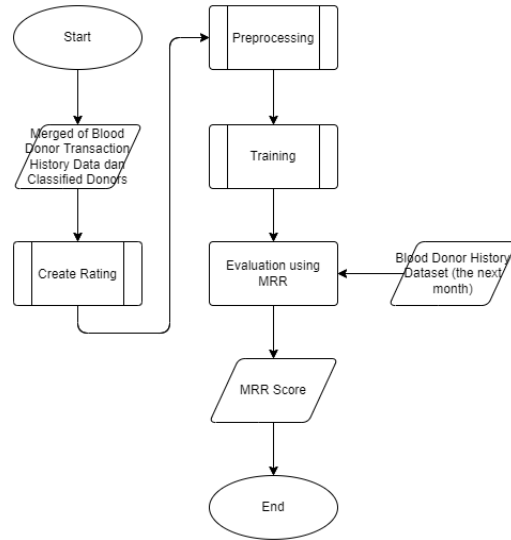 Start
Merged of Blood
Donor Transaction
History Data dan
Classified Donors
Create Rating
Preprocessing
Training
Evaluation using
MRR
Blood Donor History
Dataset (the next
month)
MRR Score
End